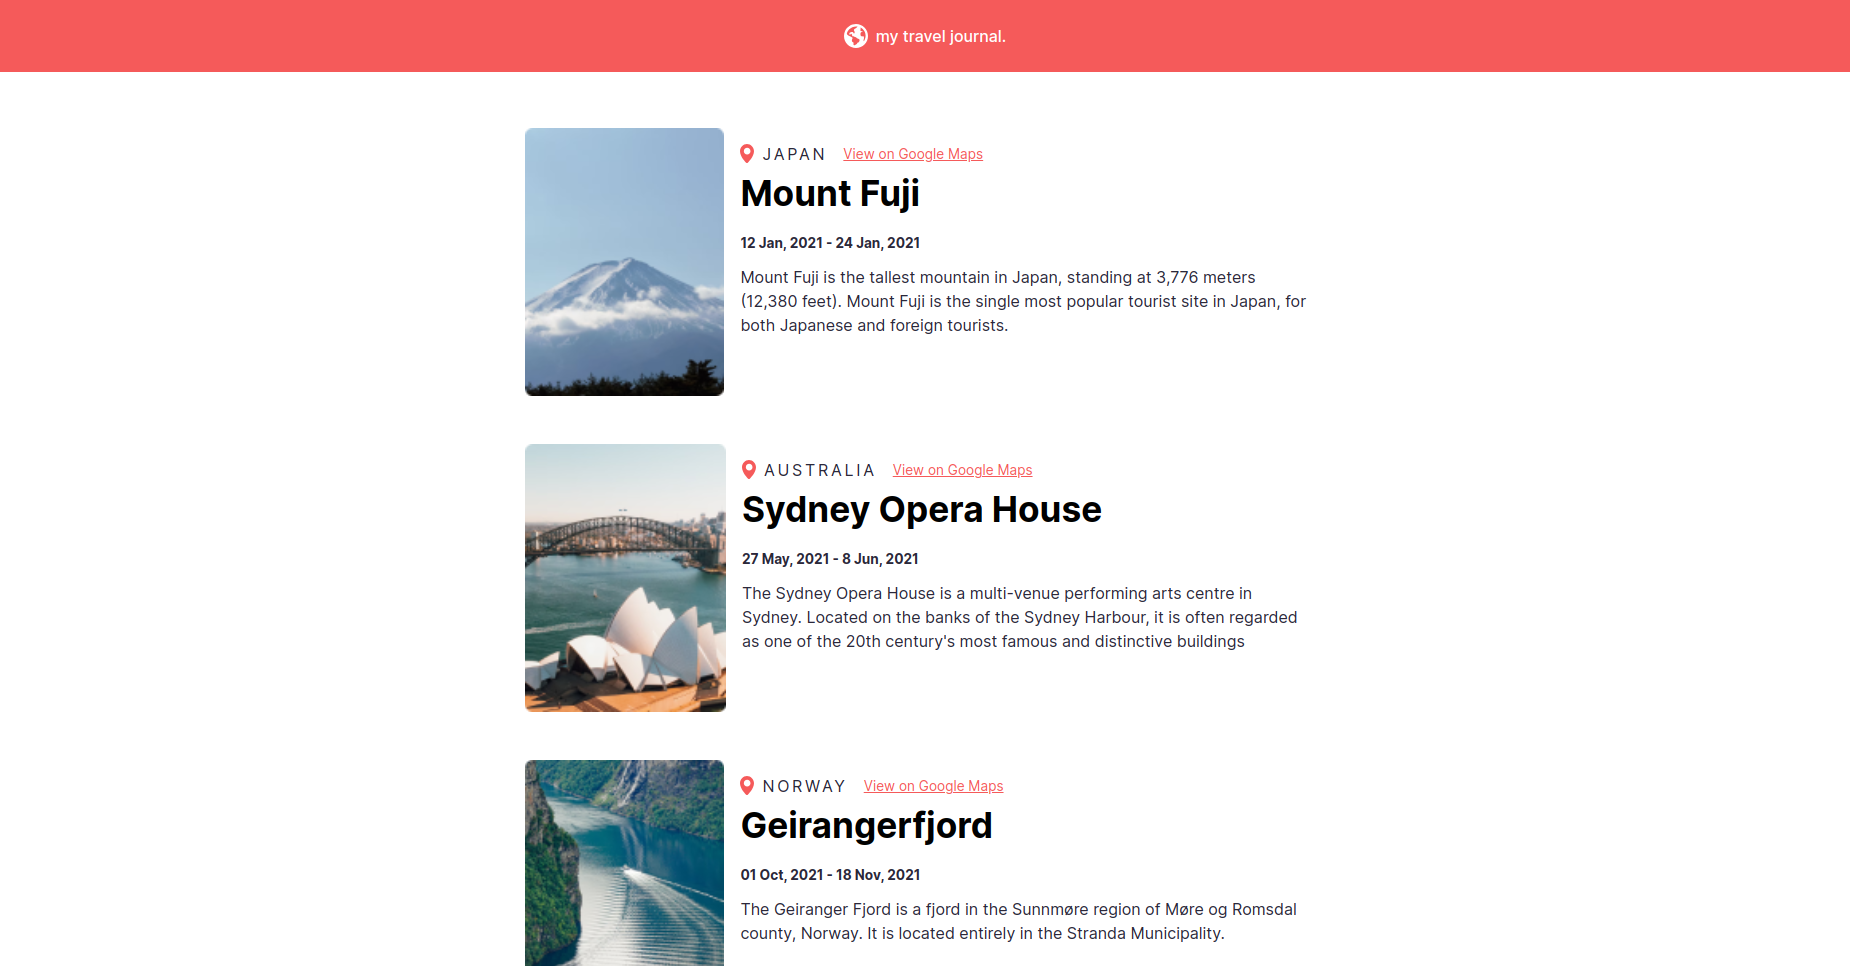 my travel journal.
JAPAN View on Google Maps
Mount Fuji
12 Jan, 2021 - 24 Jan, 2021
Mount Fuji is the tallest mountain in Japan, standing at 3,776 meters
(12,380 feet). Mount Fuji is the single most popular tourist site in Japan, for
both Japanese and foreign tourists.
AUSTRALIA View on Google Maps
Sydney Opera House
27 May, 2021 - 8 Jun, 2021
The Sydney Opera House is a multi-venue performing arts centre in
Sydney. Located on the banks of the Sydney Harbour, it is often regarded
as one of the 20th century's most famous and distinctive buildings
NORWAY View on Google Maps
Geirangerfjord
01 Oct, 2021 - 18 Nov, 2021
The Geiranger Fjord is a fjord in the Sunnmøre region of Møre og Romsdal
county, Norway. It is located entirely in the Stranda Municipality.